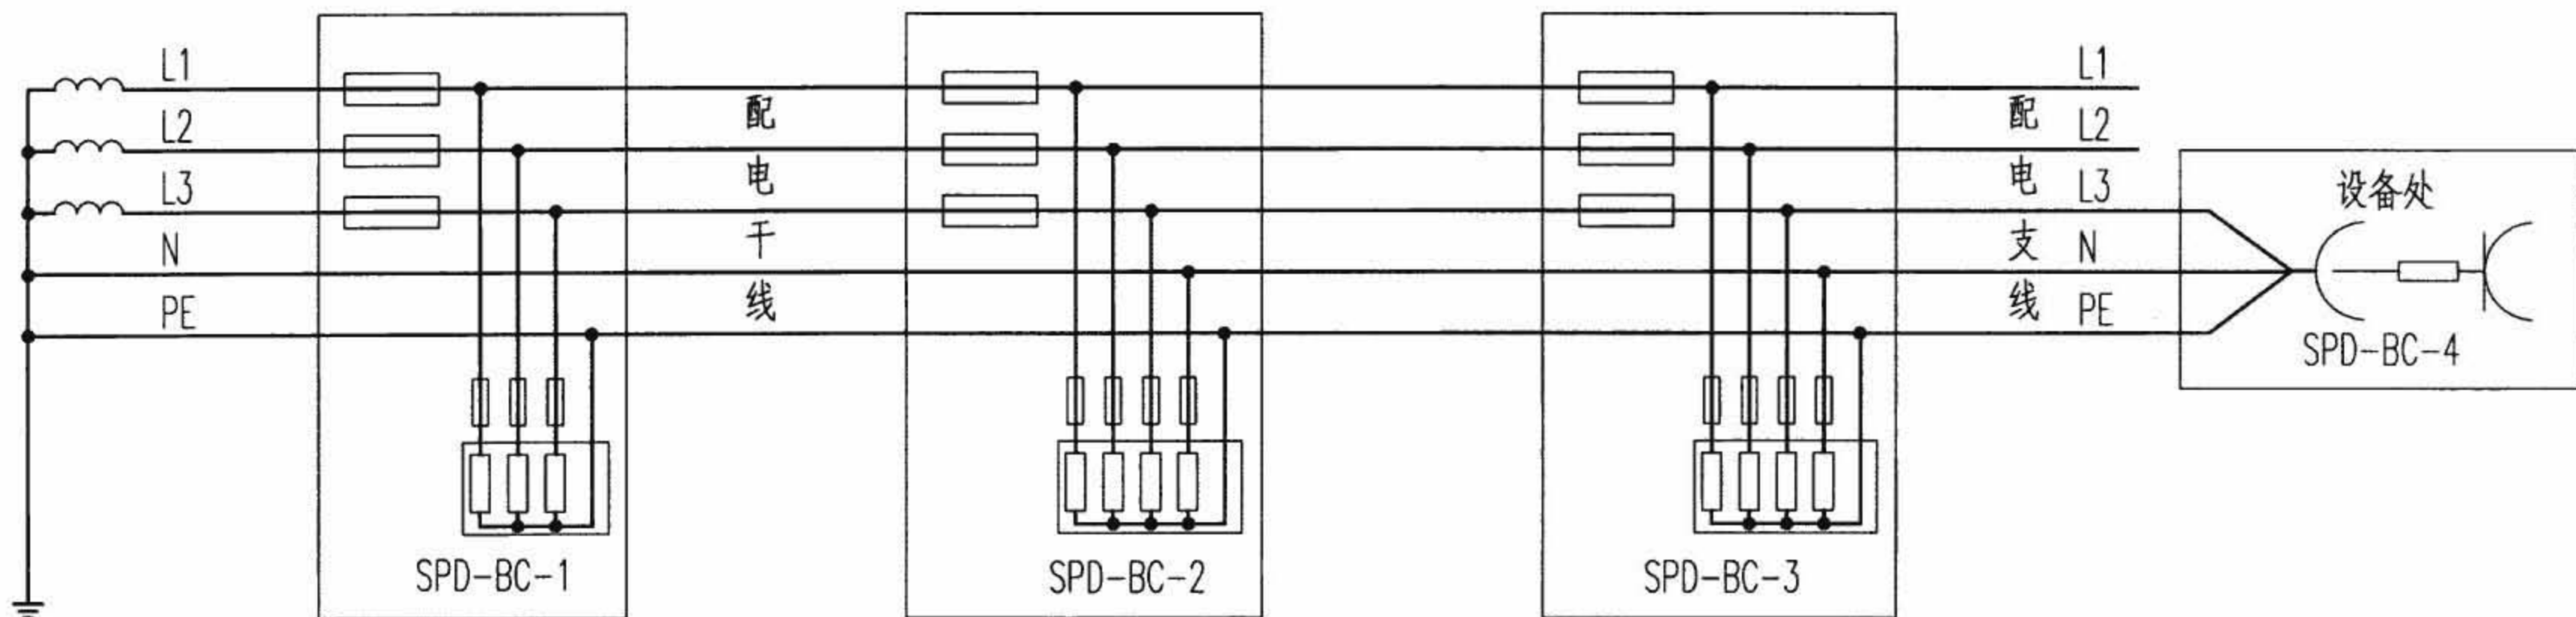 L1
L2
L3
N
PE
SPD-BC-1
配电干线
SPD-BC-2
SPD-BC-3
配电支线
L1
L2
L3
N
PE
设备处
SPD-BC-4